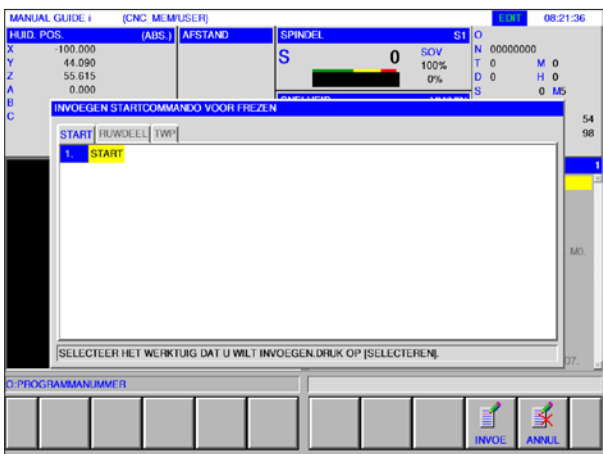 MANUAL GUIDE i (CNC_MEM/USER) EDIT 08:21:36
HUID. POS. (ABS.) AFSTAND SPINDEL S1 O
X -100.000 S 0 SOV N 00000000
Y 44.090 100% T 0 M 0
Z 55.615 0% D 0 H 0
A 0.000 S 0 M5
B
C
INVOEGEN STARTCOMMANDO VOOR FREZEN
54
START RUWDEEL TWP 98
1. START 1
M0.
SELECTEER HET WERKTUIG DAT U WILT INVOEGEN.DRUK OP [SELECTEREN].
07.
O:PROGRAMMANUMMER
INVOE ANNUL